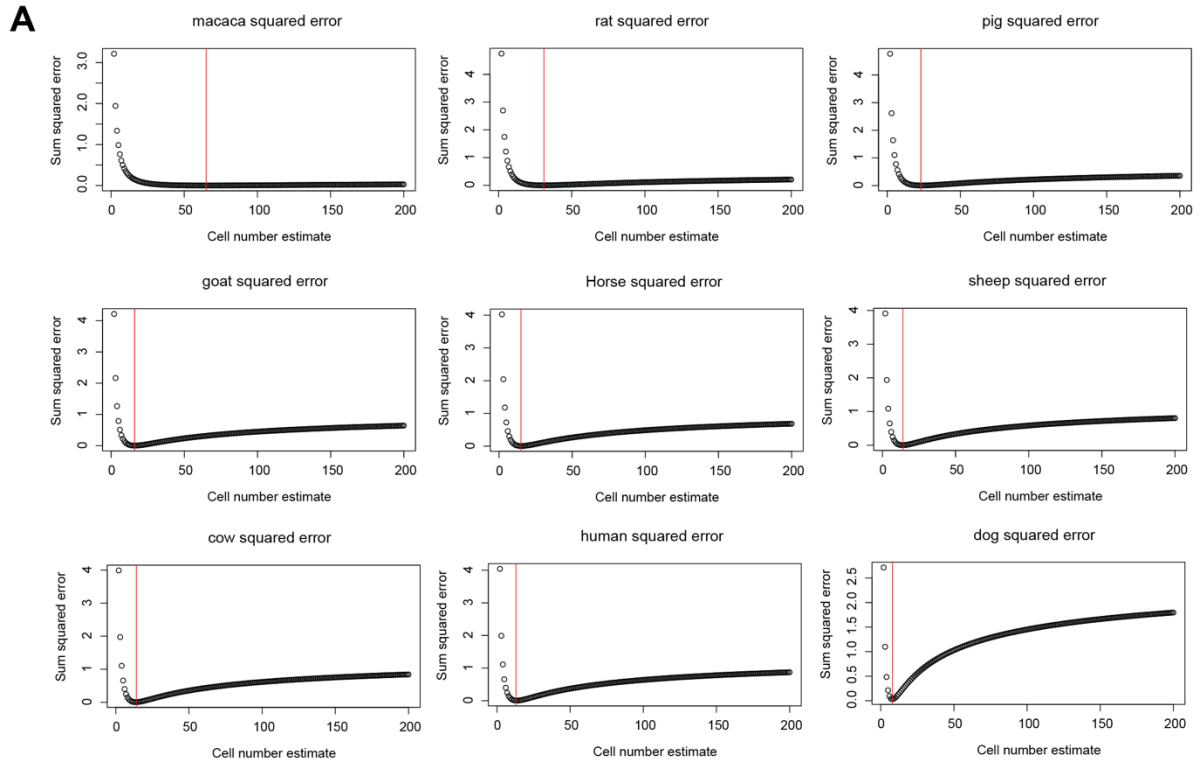 A
macaca squared error
Sum squared error
0.0 1.0 2.0 3.0
0 50 100 150 200
Cell number estimate
rat squared error
Sum squared error
0 1 2 3 4
0 50 100 150 200
Cell number estimate
pig squared error
Sum squared error
0 1 2 3 4
0 50 100 150 200
Cell number estimate
goat squared error
Sum squared error
0 1 2 3 4
0 50 100 150 200
Cell number estimate
Horse squared error
Sum squared error
0 1 2 3 4
0 50 100 150 200
Cell number estimate
sheep squared error
Sum squared error
0 1 2 3 4
0 50 100 150 200
Cell number estimate
cow squared error
Sum squared error
0 1 2 3 4
0 50 100 150 200
Cell number estimate
human squared error
Sum squared error
0 1 2 3 4
0 50 100 150 200
Cell number estimate
dog squared error
Sum squared error
0.0 0.5 1.0 1.5 2.0 2.5
0 50 100 150 200
Cell number estimate